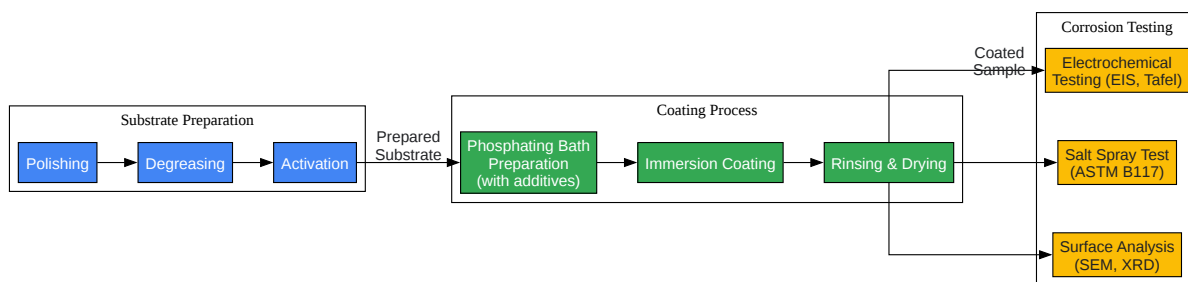 Substrate Preparation
Polishing
Degreasing
Activation
Prepared
Substrate
Coating Process
Phosphating Bath
Preparation
(with additives)
Immersion Coating
Rinsing & Drying
Coated
Sample
Corrosion Testing
Electrochemical
Testing (EIS, Tafel)
Salt Spray Test
(ASTM B117)
Surface Analysis
(SEM, XRD)